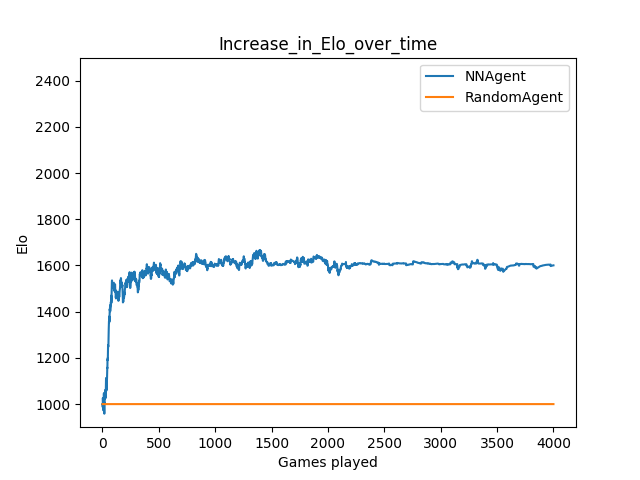 Increase_in_Elo_over_time
NNAgent
RandomAgent
2400
2200
2000
1800
1600
1400
1200
1000
Elo
0 500 1000 1500 2000 2500 3000 3500 4000
Games played